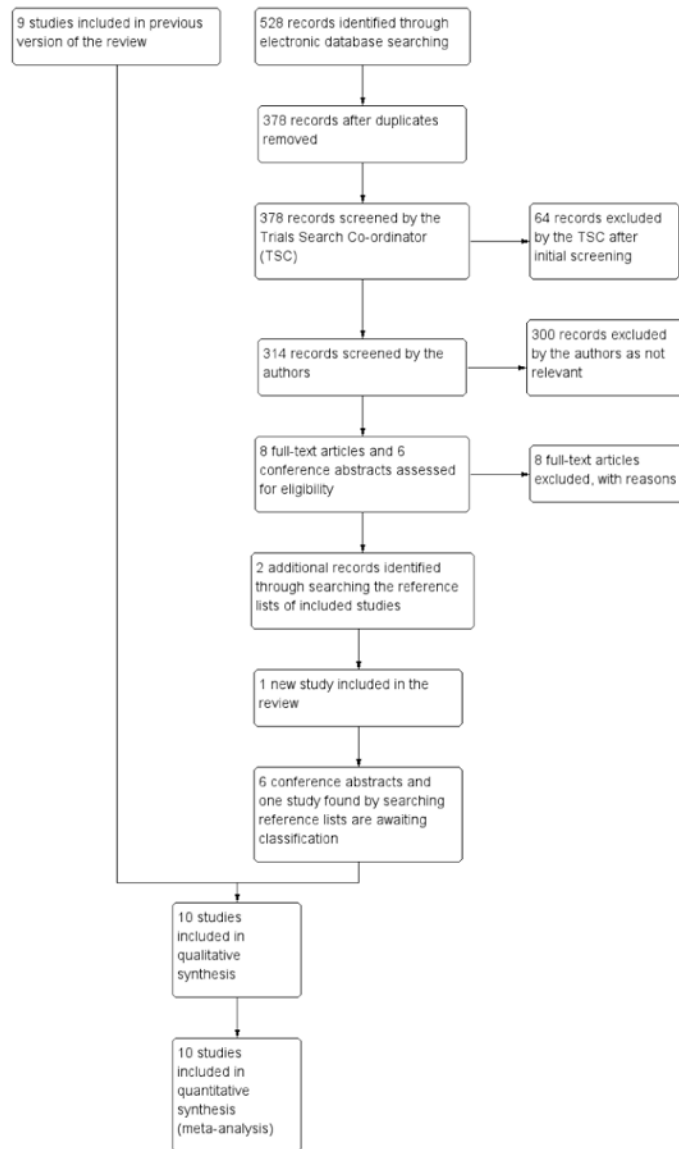 9 studies included in previous
version of the review
528 records identified through
electronic database searching
378 records after duplicates
removed
378 records screened by the
Trials Search Co-ordinator
(TSC)
64 records excluded
by the TSC after
initial screening
314 records screened by the
authors
300 records excluded
by the authors as not
relevant
8 full-text articles and 6
conference abstracts assessed
for eligibility
8 full-text articles
excluded, with reasons
2 additional records identified
through searching the reference
lists of included studies
1 new study included in the
review
6 conference abstracts and
one study found by searching
reference lists are awaiting
classification
10 studies
included in
qualitative
synthesis
10 studies
included in
quantitative
synthesis
(meta-analysis)